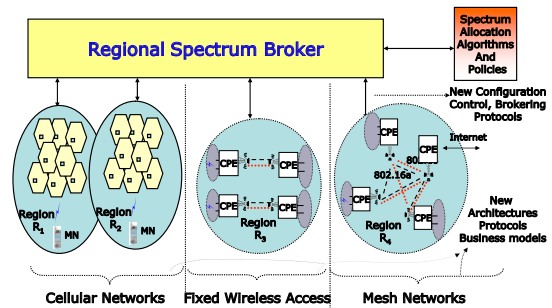 Regional Spectrum Broker
Spectrum
Allocation
Algorithms
And
Policies
New Configuration
Control, Brokering
Protocols
Internet
CPE
CPE
CPE
CPE
CPE
CPE
CPE
CPE
80
802.16a
Region
R1
MN
Region
R2
MN
Region
R3
Region
R4
New
Architectures
Protocols
Business models
Cellular Networks
Fixed Wireless Access
Mesh Networks